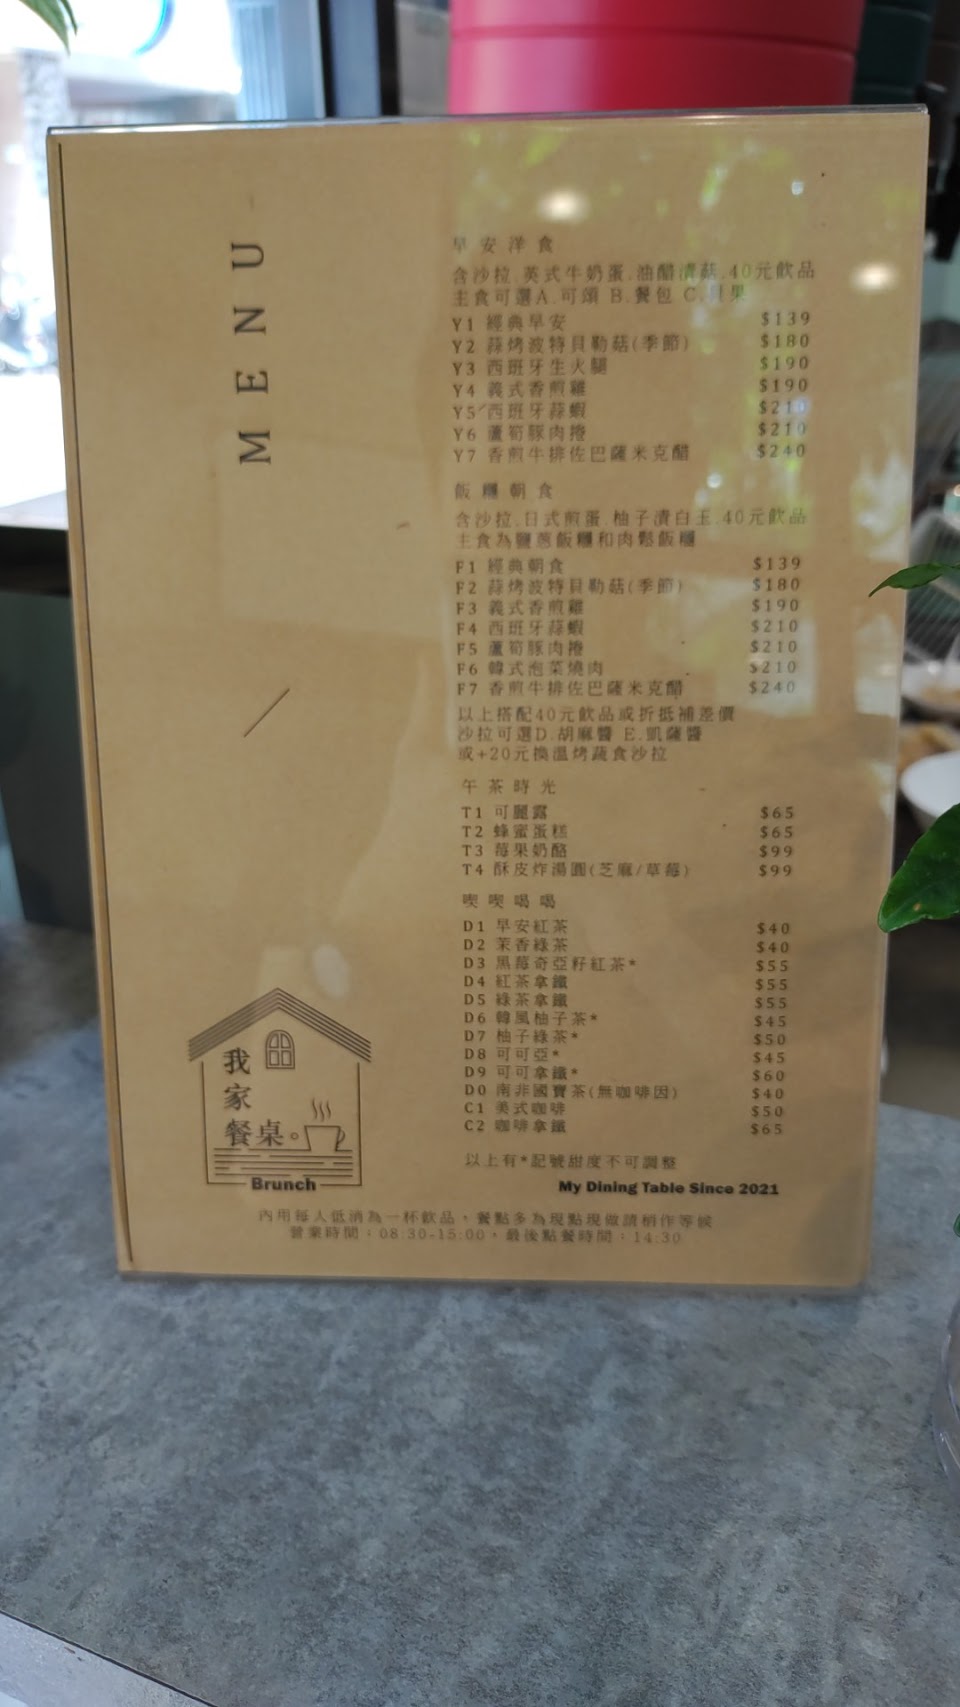 MENU
早安洋食
含沙拉.英式牛奶蛋.油醋漬菇.40元飲品
主食可選A.可頌 B.餐包 C.貝果
Y1 經典早安 $139
Y2 蒜烤波特貝勒菇(季節) $180
Y3 西班牙生火腿 $190
Y4 義式香煎雞 $190
Y5 西班牙蒜蝦 $210
Y6 蘆筍豚肉捲 $210
Y7 香煎牛排佐巴薩米克醋 $240
飯糰朝食
含沙拉.日式煎蛋.柚子漬白玉.40元飲品
主食為鹽蔥飯糰和肉鬆飯糰
F1 經典朝食 $139
F2 蒜烤波特貝勒菇(季節) $180
F3 義式香煎雞 $190
F4 西班牙蒜蝦 $210
F5 蘆筍豚肉捲 $210
F6 韓式泡菜燒肉 $210
F7 香煎牛排佐巴薩米克醋 $240
以上搭配40元飲品或折抵補差價
沙拉可選D.胡麻醬 E.凱薩醬
或+20元換溫烤蔬食沙拉
午茶時光
T1 可麗露 $65
T2 蜂蜜蛋糕 $65
T3 莓果奶酪 $99
T4 酥皮炸湯圓(芝麻/草莓) $99
喫喫喝喝
D1 早安紅茶 $40
D2 茉香綠茶 $40
D3 黑莓奇亞籽紅茶* $55
D4 紅茶拿鐵 $55
D5 綠茶拿鐵 $55
D6 韓風柚子茶* $45
D7 柚子綠茶* $50
D8 可可亞* $45
D9 可可拿鐵* $60
D0 南非國寶茶(無咖啡因) $40
C1 美式咖啡 $50
C2 咖啡拿鐵 $65
以上有*記號甜度不可調整
My Dining Table Since 2021
我
家
餐桌。
Brunch
內用每人低消為一杯飲品，餐點多為現點現做請稍作等候
營業時間：08:30-15:00，最後點餐時間：14:30